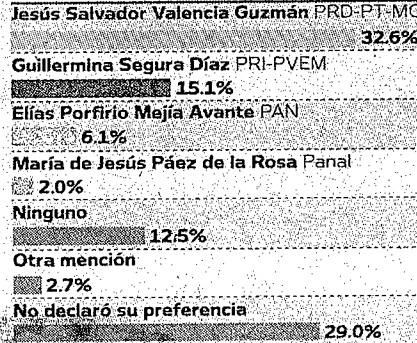 Jesús Salvador Valencia Guzmán PRD-PT-MC
32.6%
Guillermina Segura Díaz PRI-PVEM
15.1%
Elías Porfirio Mejía Avante PAN
6.1%
María de Jesús Páez de la Rosa Panal
2.0%
Ninguno
12.5%
Otra mención
2.7%
No declaró su preferencia
29.0%